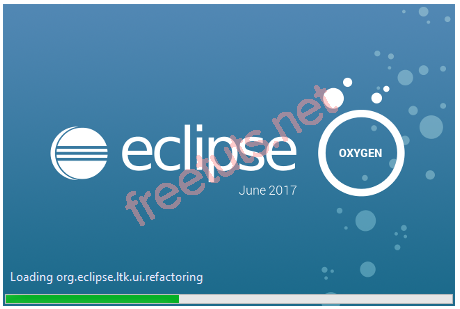 eclipse
OXYGEN
June 2017
freetuts.net
Loading org.eclipse.ltk.ui.refactoring